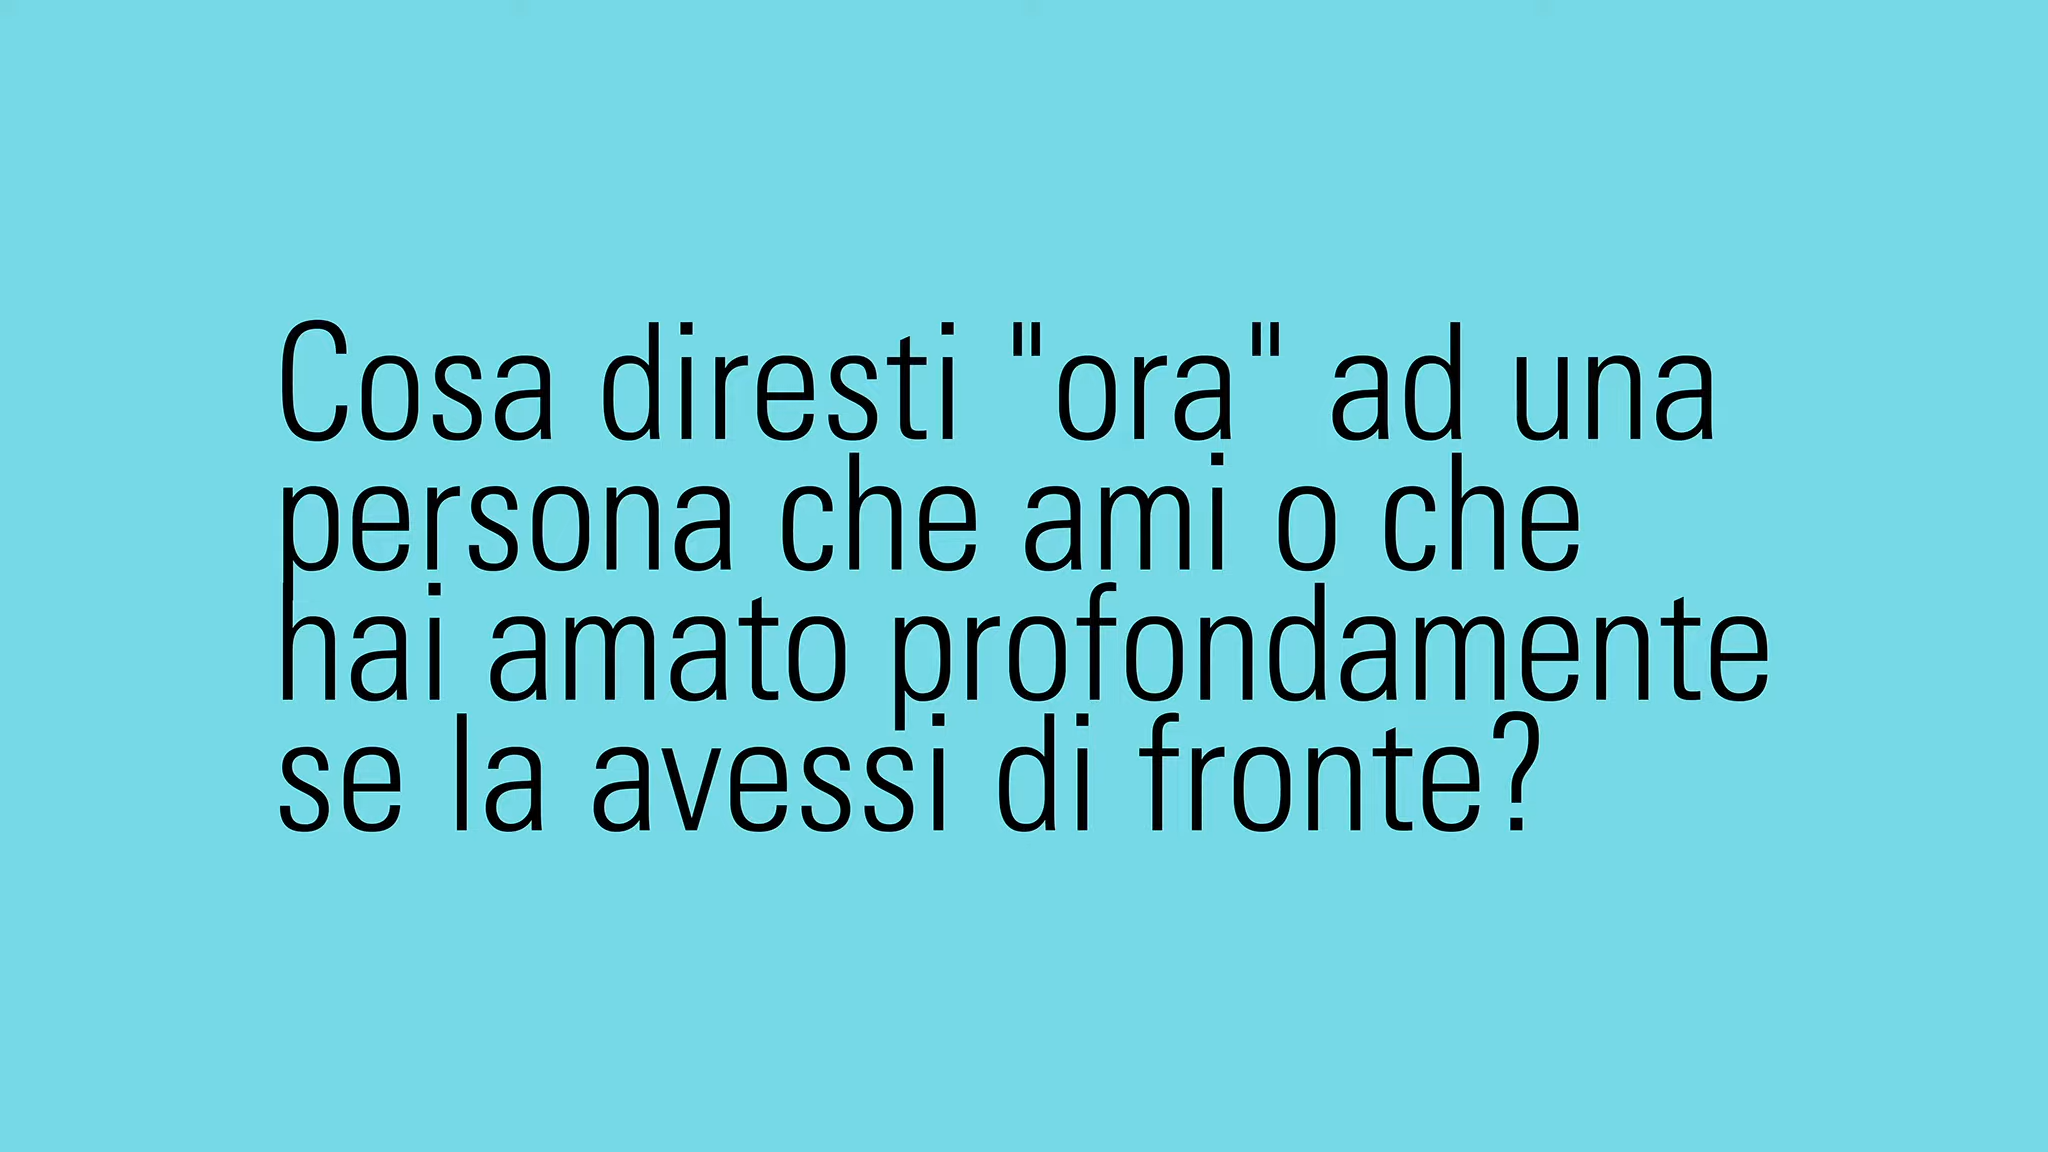 Cosa diresti "ora" ad una
persona che ami o che
hai amato profondamente
se la avessi di fronte?